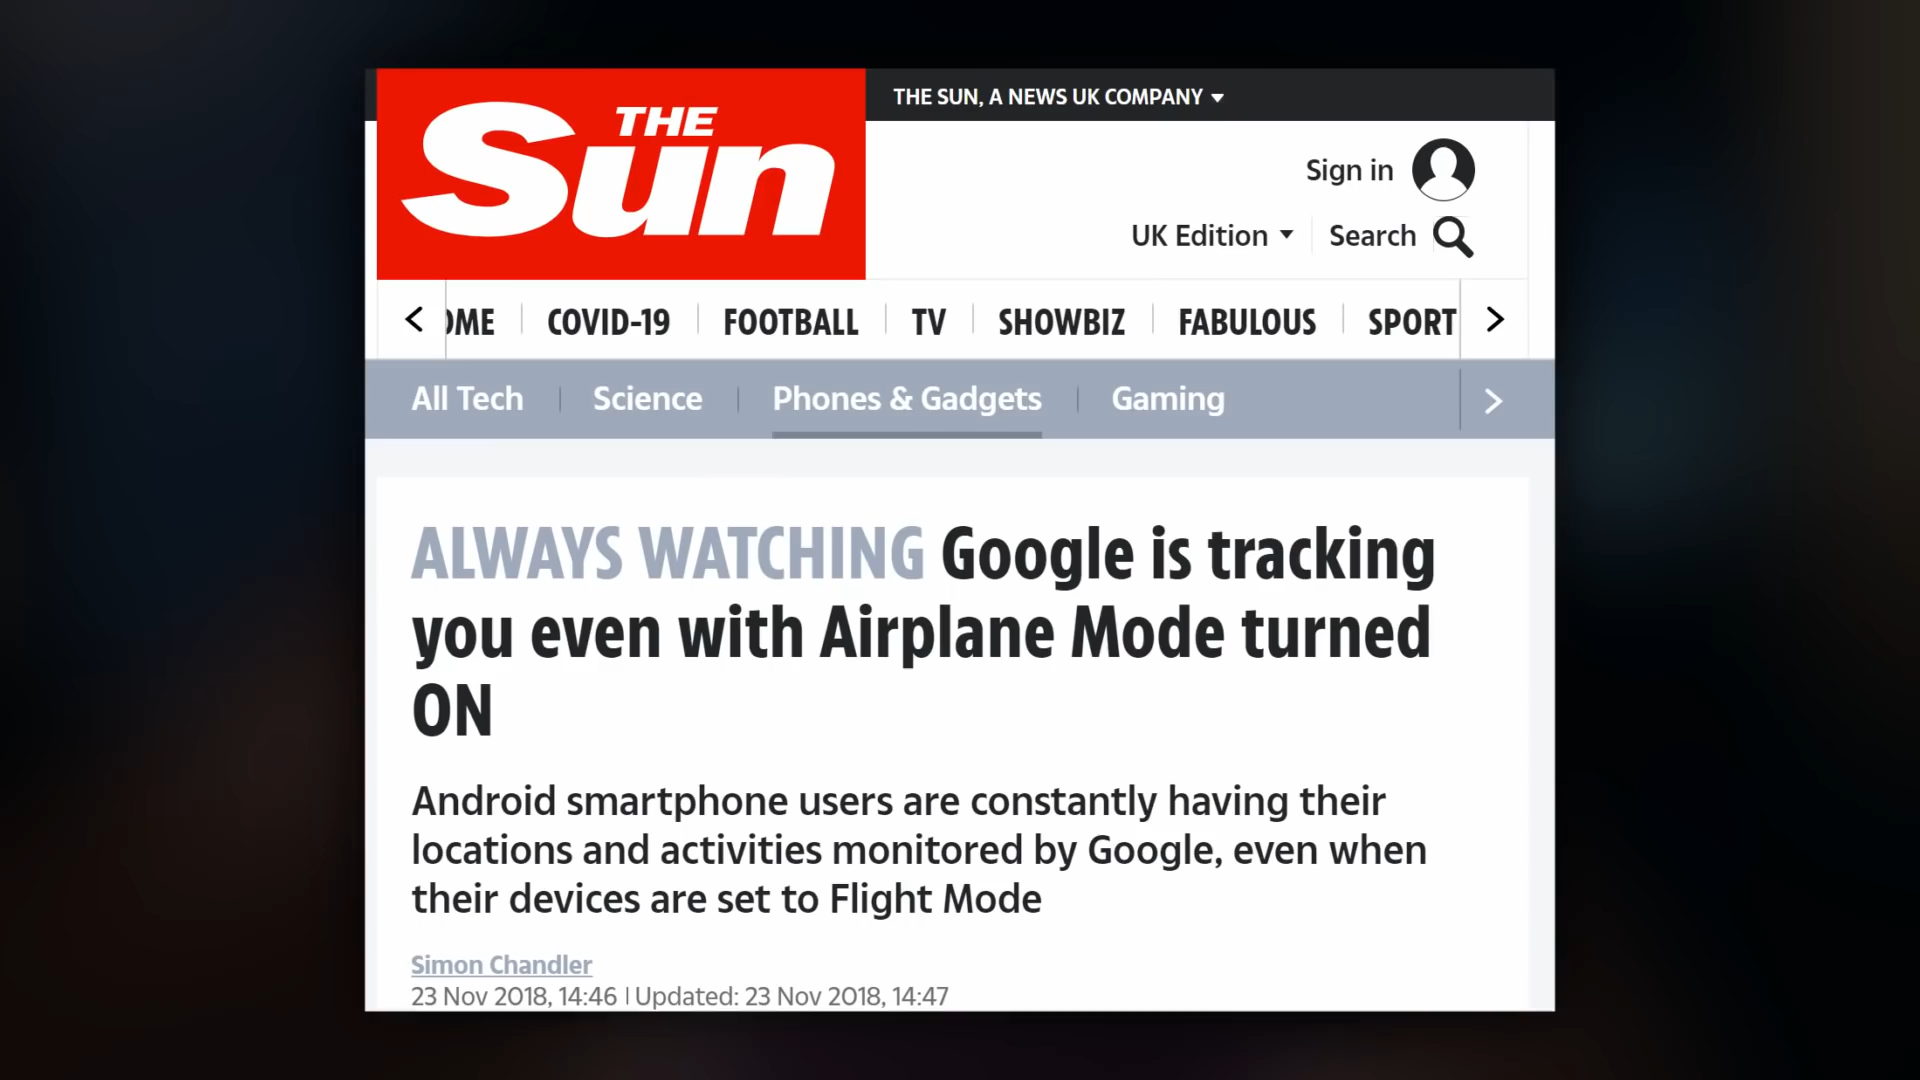 THE SUN, A NEWS UK COMPANY
THE
Sun
Sign in
UK Edition
Search
OME
COVID-19
FOOTBALL
TV
SHOWBIZ
FABULOUS
SPORT
All Tech
Science
Phones & Gadgets
Gaming
ALWAYS WATCHING Google is tracking
you even with Airplane Mode turned
ON
Android smartphone users are constantly having their
locations and activities monitored by Google, even when
their devices are set to Flight Mode
Simon Chandler
23 Nov 2018, 14:46 | Updated: 23 Nov 2018, 14:47